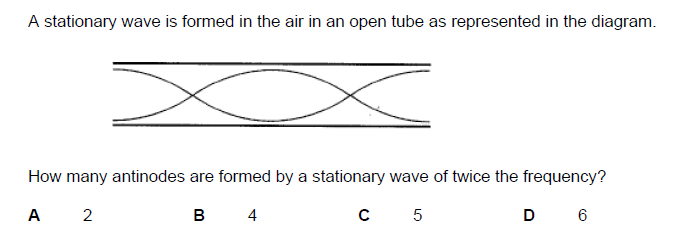 A stationary wave is formed in the air in an open tube as represented in the diagram.
How many antinodes are formed by a stationary wave of twice the frequency?
A 2 B 4 C 5 D 6